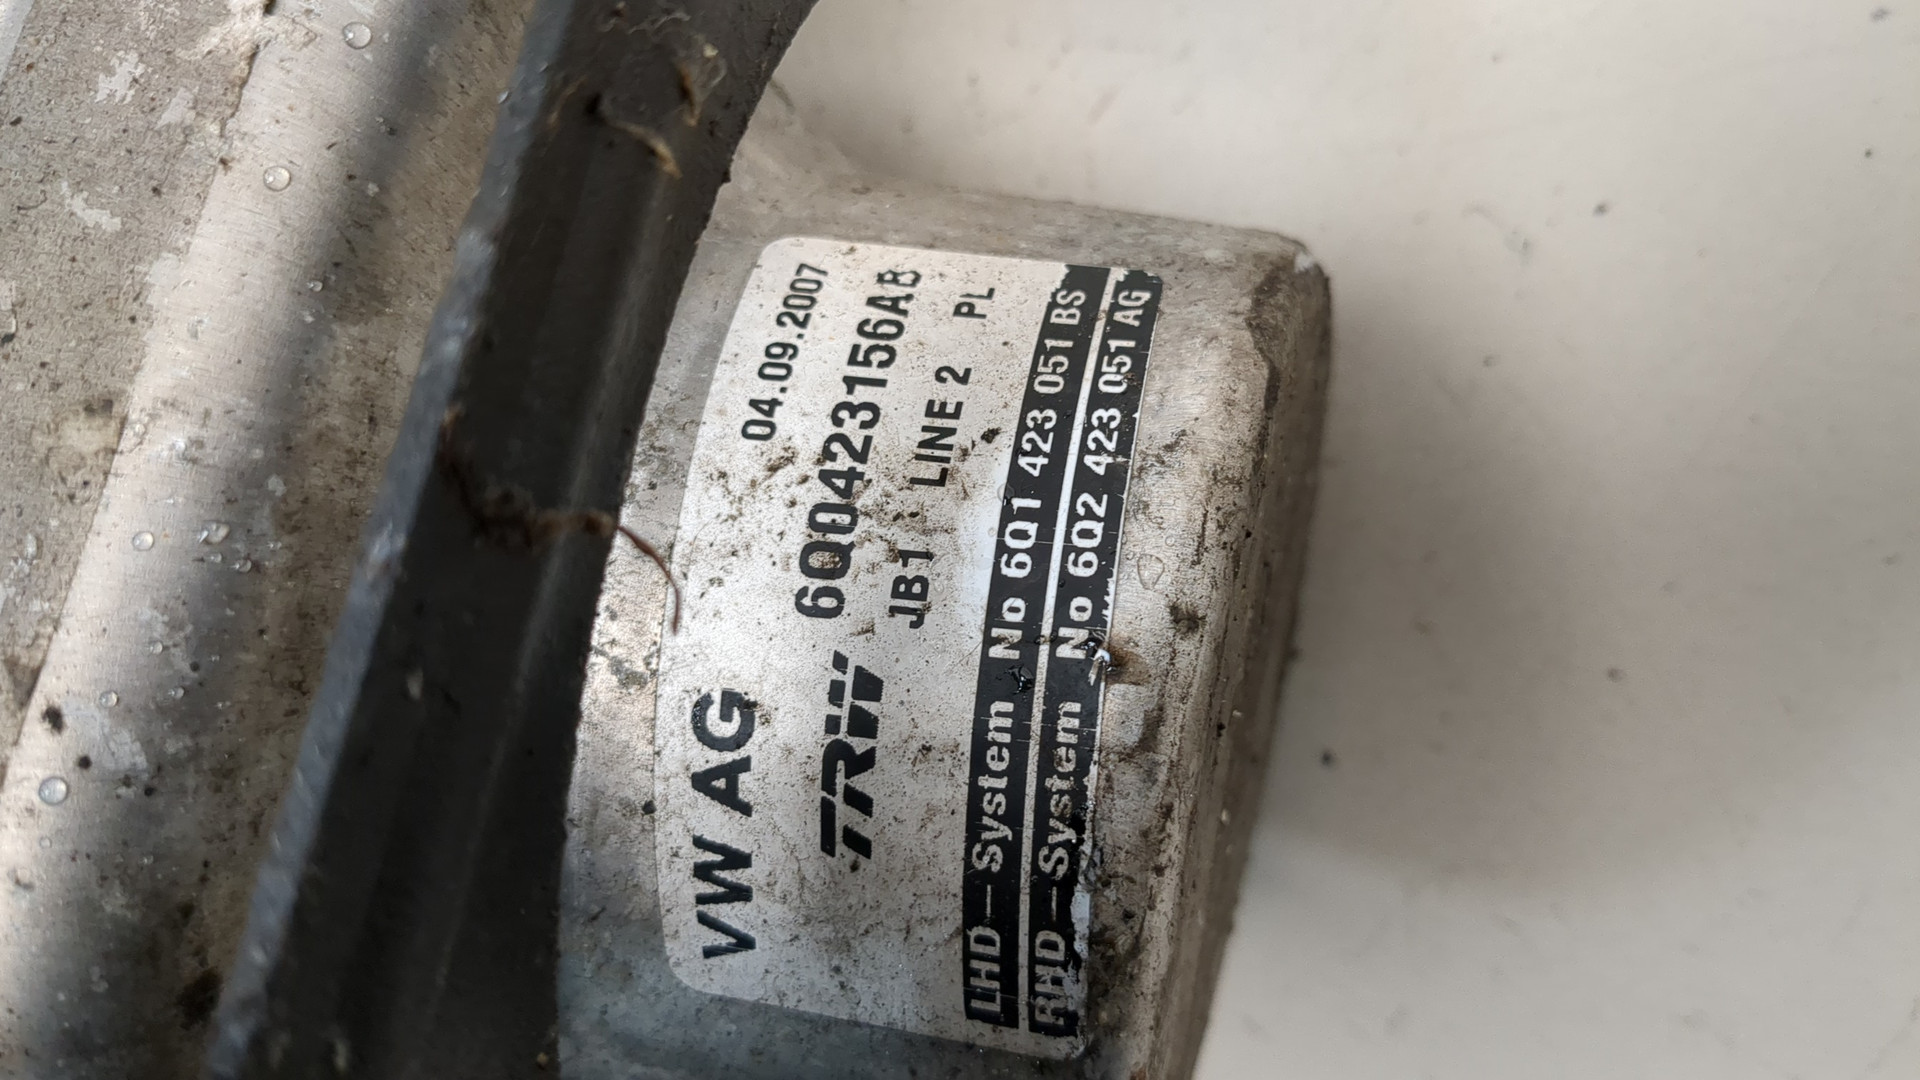 VW AG 04.09.2007
TRW 6Q0423156AB
JB1 LINE 2 PL
LHD-System No 6Q1 423 051 BS
RHD-System No 6Q2 423 051 AG